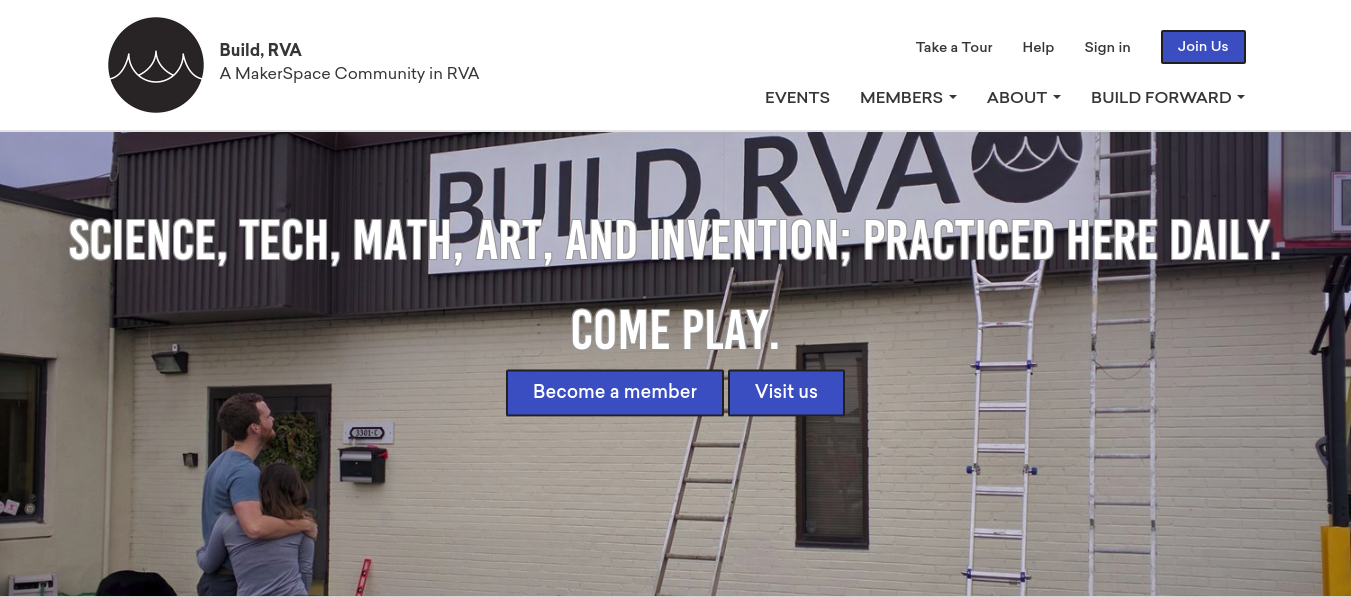 Build, RVA
A MakerSpace Community in RVA
Take a Tour Help Sign in Join Us
EVENTS MEMBERS ABOUT BUILD FORWARD
BUILD, RVA
SCIENCE, TECH, MATH, ART, AND INVENTION; PRACTICED HERE DAILY.
COME PLAY.
Become a member Visit us
3301-C